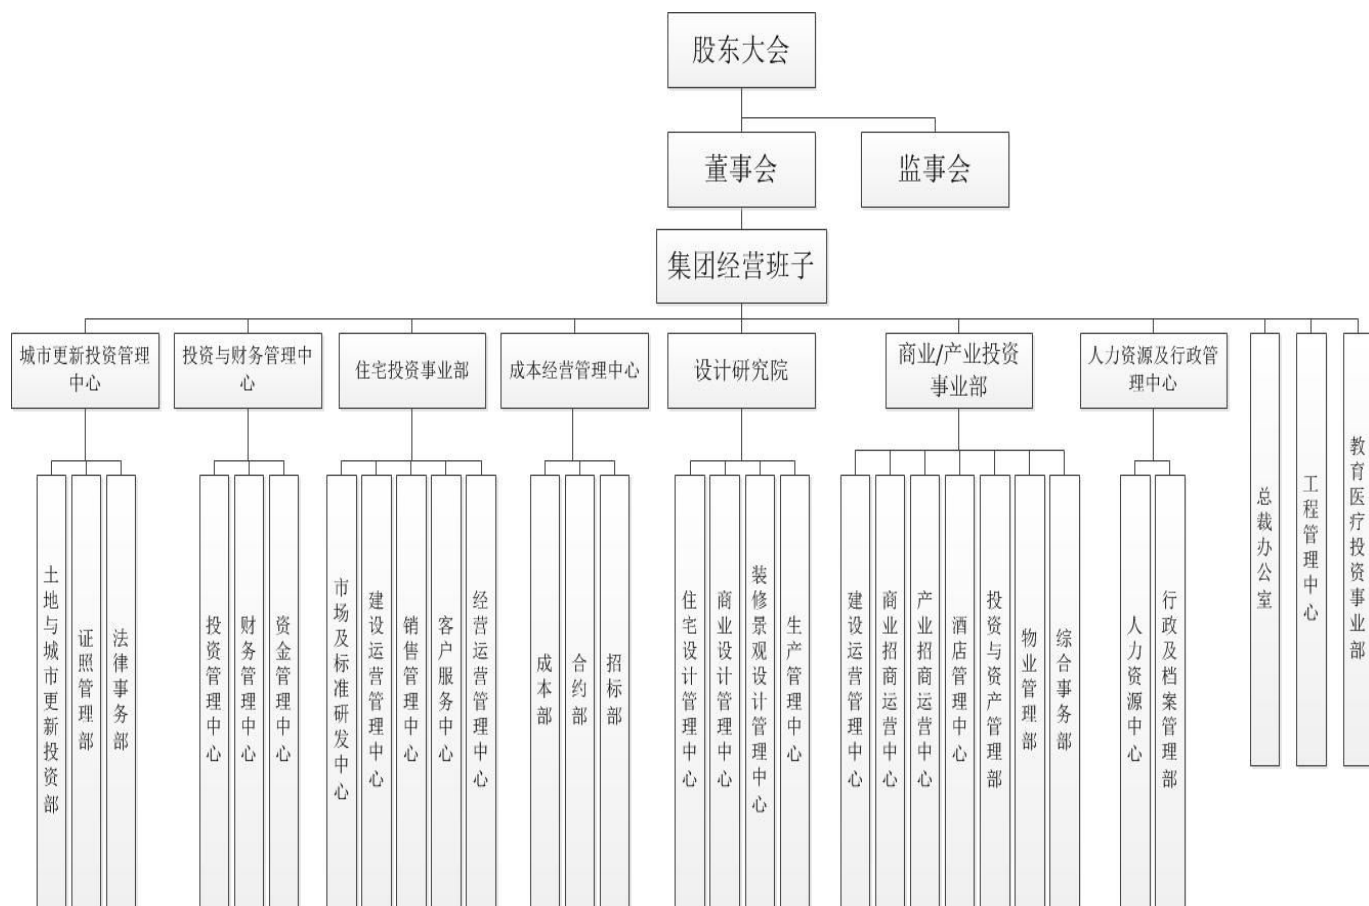 股东大会
董事会
监事会
集团经营班子
城市更新投资管理
中心
投资与财务管理中
心
住宅投资事业部
成本经营管理中心
设计研究院
商业/产业投资
事业部
人力资源及行政管
理中心
总裁办公室
工程管理中心
教育医疗投资事业部
土地与城市更新投资部
证照管理部
法律事务部
投资管理中心
财务管理中心
资金管理中心
市场及标准研发中心
建设运营管理中心
销售管理中心
客户服务中心
经营运营管理中心
成本部
合约部
招标部
住宅设计管理中心
商业设计管理中心
装修景观设计管理中心
生产管理中心
建设运营管理中心
商业招商运营中心
产业招商运营中心
酒店管理中心
投资与资产管理部
物业管理部
综合事务部
人力资源中心
行政及档案管理部